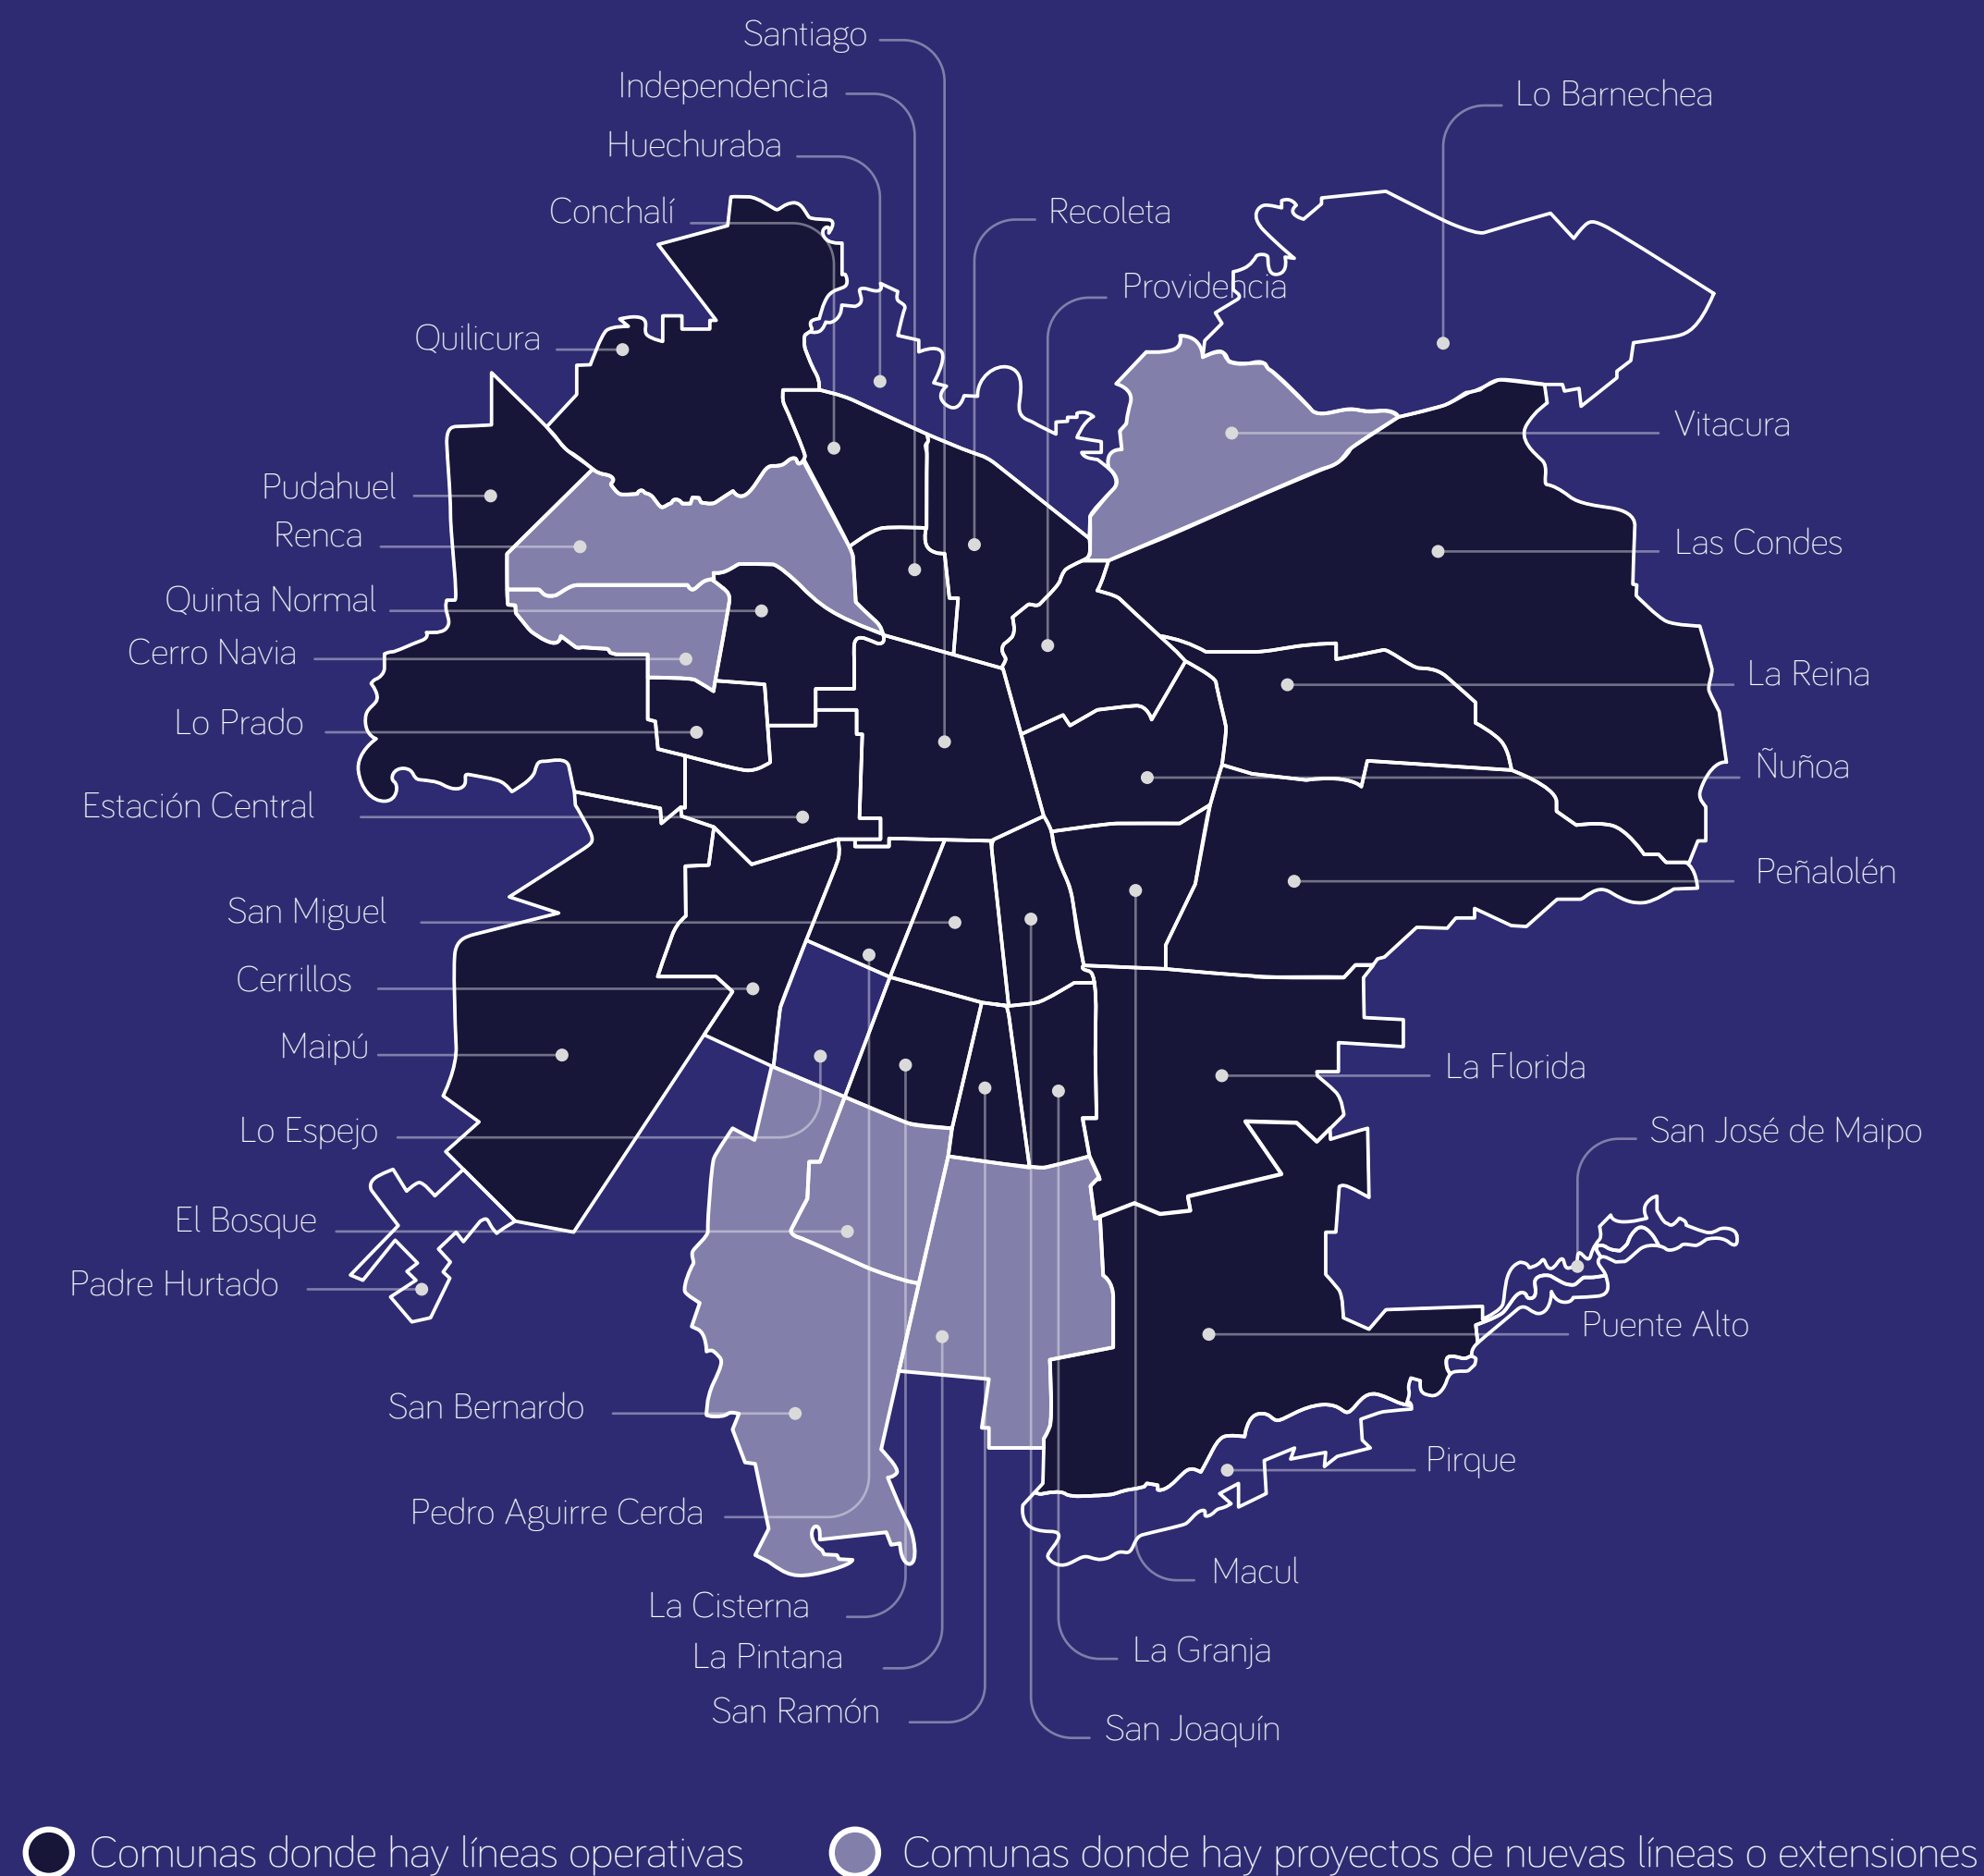 Santiago
Independencia
Lo Barnechea
Huechuraba
Conchalí
Recoleta
Providencia
Quilicura
Vitacura
Pudahuel
Renca
Las Condes
Quinta Normal
Cerro Navia
La Reina
Lo Prado
Ñuñoa
Estación Central
Peñalolén
San Miguel
Cerrillos
Maipú
La Florida
Lo Espejo
San José de Maipo
El Bosque
Padre Hurtado
Puente Alto
San Bernardo
Pirque
Pedro Aguirre Cerda
Macul
La Cisterna
La Granja
La Pintana
San Ramón
San Joaquín
Comunas donde hay líneas operativas
Comunas donde hay proyectos de nuevas líneas o extensiones